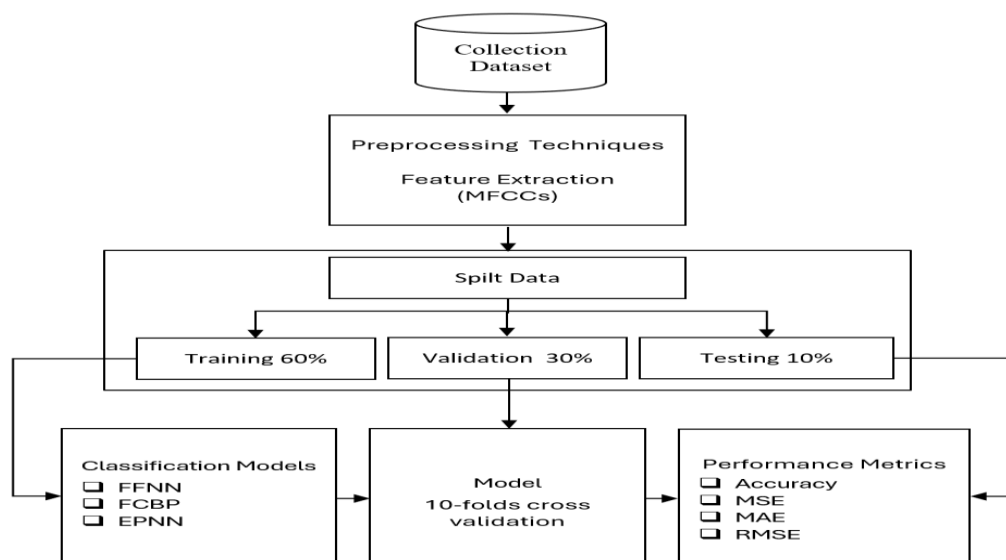 Collection
Dataset
Preprocessing Techniques
Feature Extraction
(MFCCs)
Spilt Data
Training 60%
Validation 30%
Testing 10%
Classification Models
FFNN
FCBP
EPNN
Model
10-folds cross
validation
Performance Metrics
Accuracy
MSE
MAE
RMSE